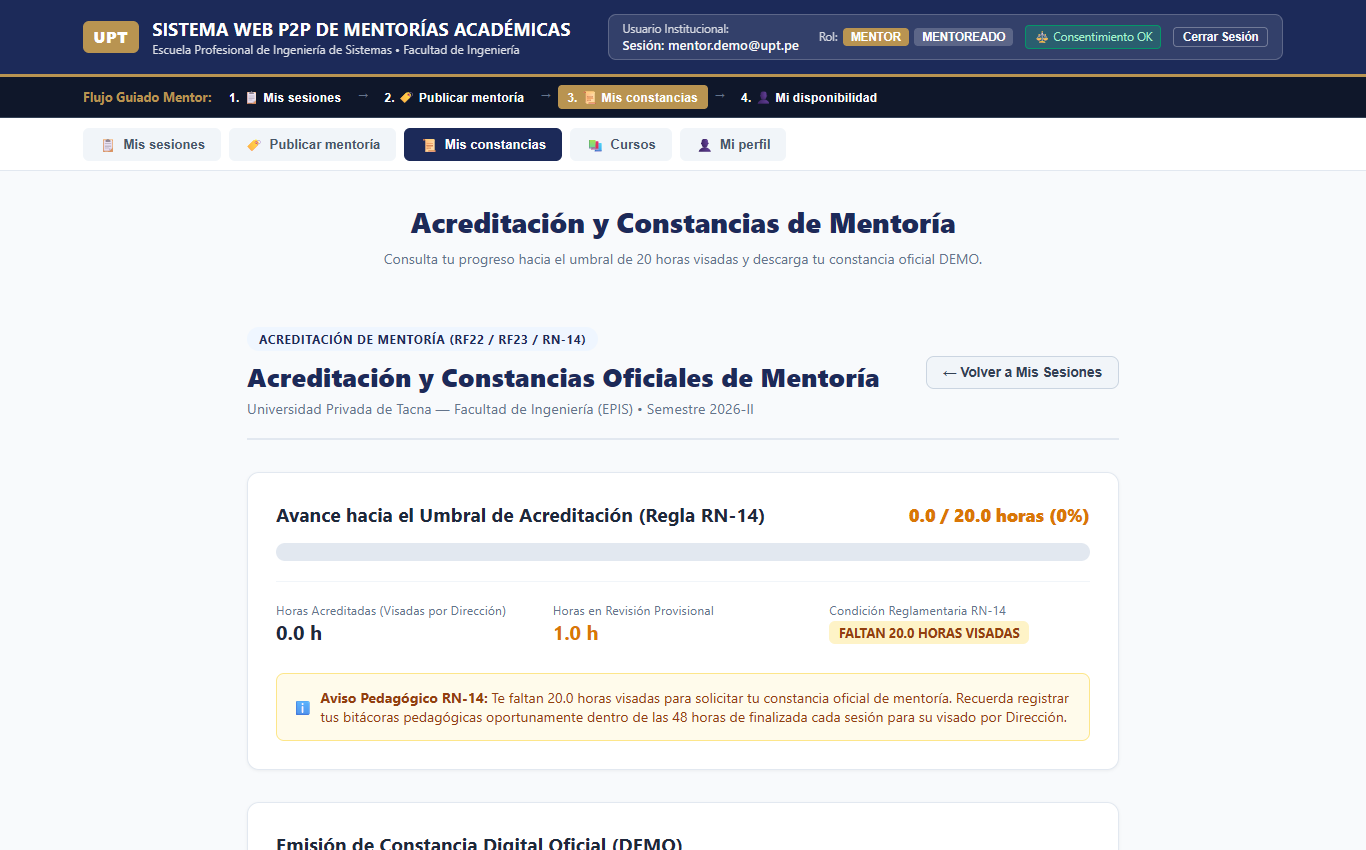 UPT
SISTEMA WEB P2P DE MENTORÍAS ACADÉMICAS
Escuela Profesional de Ingeniería de Sistemas • Facultad de Ingeniería
Usuario Institucional:
Sesión: mentor.demo@upt.pe
Rol: MENTOR MENTOREADO
Consentimiento OK
Cerrar Sesión
Flujo Guiado Mentor: 1. Mis sesiones → 2. Publicar mentoría → 3. Mis constancias → 4. Mi disponibilidad
Mis sesiones Publicar mentoría Mis constancias Cursos Mi perfil
Acreditación y Constancias de Mentoría
Consulta tu progreso hacia el umbral de 20 horas visadas y descarga tu constancia oficial DEMO.
ACREDITACIÓN DE MENTORÍA (RF22 / RF23 / RN-14)
Acreditación y Constancias Oficiales de Mentoría
← Volver a Mis Sesiones
Universidad Privada de Tacna — Facultad de Ingeniería (EPIS) • Semestre 2026-II
Avance hacia el Umbral de Acreditación (Regla RN-14)
0.0 / 20.0 horas (0%)
Horas Acreditadas (Visadas por Dirección)
0.0 h
Horas en Revisión Provisional
1.0 h
Condición Reglamentaria RN-14
FALTAN 20.0 HORAS VISADAS
Aviso Pedagógico RN-14: Te faltan 20.0 horas visadas para solicitar tu constancia oficial de mentoría. Recuerda registrar
tus bitácoras pedagógicas oportunamente dentro de las 48 horas de finalizada cada sesión para su visado por Dirección.
Emisión de Constancia Digital Oficial (DEMO)